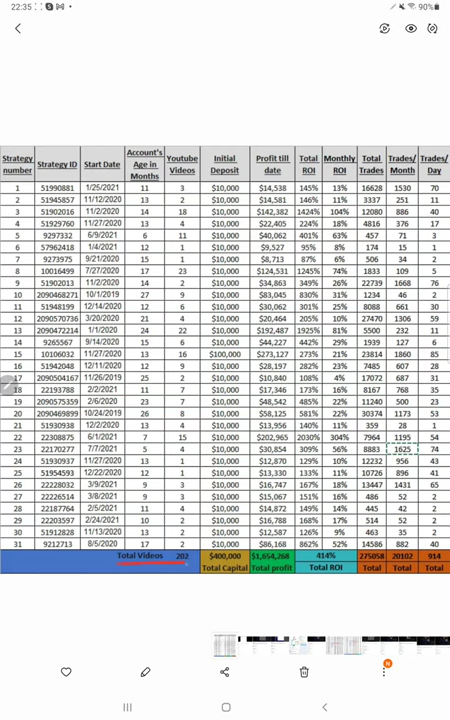 22:35 90%
Strategy number Strategy ID Start Date Account's Age in Months Youtube Videos Initial Deposit Profit till date Total ROI Monthly ROI Total Trades Trades/ Month Trades/ Day
1 51990881 1/25/2021 11 3 $10,000 $14,538 145% 13% 16628 1530 70
2 51945857 11/12/2020 13 2 $10,000 $14,581 146% 11% 3337 251 11
3 51902016 11/2/2020 14 18 $10,000 $142,382 1424% 104% 12080 886 40
4 51929760 11/27/2020 13 4 $10,000 $22,405 224% 18% 4816 376 17
5 9297332 6/9/2021 6 11 $10,000 $40,062 401% 63% 457 71 3
6 57962418 1/4/2021 12 1 $10,000 $9,527 95% 8% 174 15 1
7 9273975 9/21/2020 15 1 $10,000 $8,713 87% 6% 506 34 2
8 10016499 7/27/2020 17 23 $10,000 $124,531 1245% 74% 1833 109 5
9 51902013 11/2/2020 14 2 $10,000 $34,863 349% 26% 22739 1668 76
10 2090468271 10/1/2019 27 9 $10,000 $83,045 830% 31% 1234 46 2
11 51948199 12/14/2020 12 6 $10,000 $30,062 301% 25% 8088 661 30
12 2090570736 3/20/2020 21 4 $10,000 $20,464 205% 10% 27470 1306 59
13 2090472214 1/1/2020 24 22 $10,000 $192,487 1925% 81% 5500 232 11
14 9265567 9/14/2020 15 6 $10,000 $44,227 442% 29% 1939 127 6
15 10106032 11/27/2020 13 16 $100,000 $273,127 273% 21% 23814 1860 85
16 51942048 12/11/2020 12 9 $10,000 $28,197 282% 23% 7485 607 28
17 2090504167 11/26/2019 25 2 $10,000 $10,840 108% 4% 17072 687 31
18 22193788 2/2/2021 11 7 $10,000 $17,346 173% 16% 8167 768 35
19 2090575359 2/6/2020 23 7 $10,000 $48,542 485% 22% 11240 500 23
20 2090469899 10/24/2019 26 8 $10,000 $58,125 581% 22% 30374 1173 53
21 51930938 12/2/2020 13 2 $10,000 $13,956 140% 11% 359 28 1
22 22308875 6/1/2021 7 15 $10,000 $202,965 2030% 304% 7964 1195 54
23 22170277 7/7/2021 5 4 $10,000 $30,854 309% 56% 8883 1625 74
24 51930937 11/27/2020 13 1 $10,000 $12,870 129% 10% 12232 956 43
25 51954593 12/22/2020 12 1 $10,000 $13,330 133% 11% 10726 896 41
26 22228032 3/9/2021 9 3 $10,000 $16,747 167% 18% 13447 1431 65
27 22226514 3/8/2021 9 3 $10,000 $15,067 151% 16% 486 52 2
28 22187764 2/5/2021 11 4 $10,000 $14,872 149% 14% 445 42 2
29 22203597 2/24/2021 10 2 $10,000 $16,788 168% 17% 514 52 2
30 51912828 11/13/2020 13 2 $10,000 $12,587 126% 9% 463 35 2
31 9212713 8/5/2020 17 2 $10,000 $86,168 862% 52% 14586 882 40
Total Videos 202 $400,000 $1,654,268 414% 275058 20102 914
Total Capital Total profit Total ROI Total Total Total
N